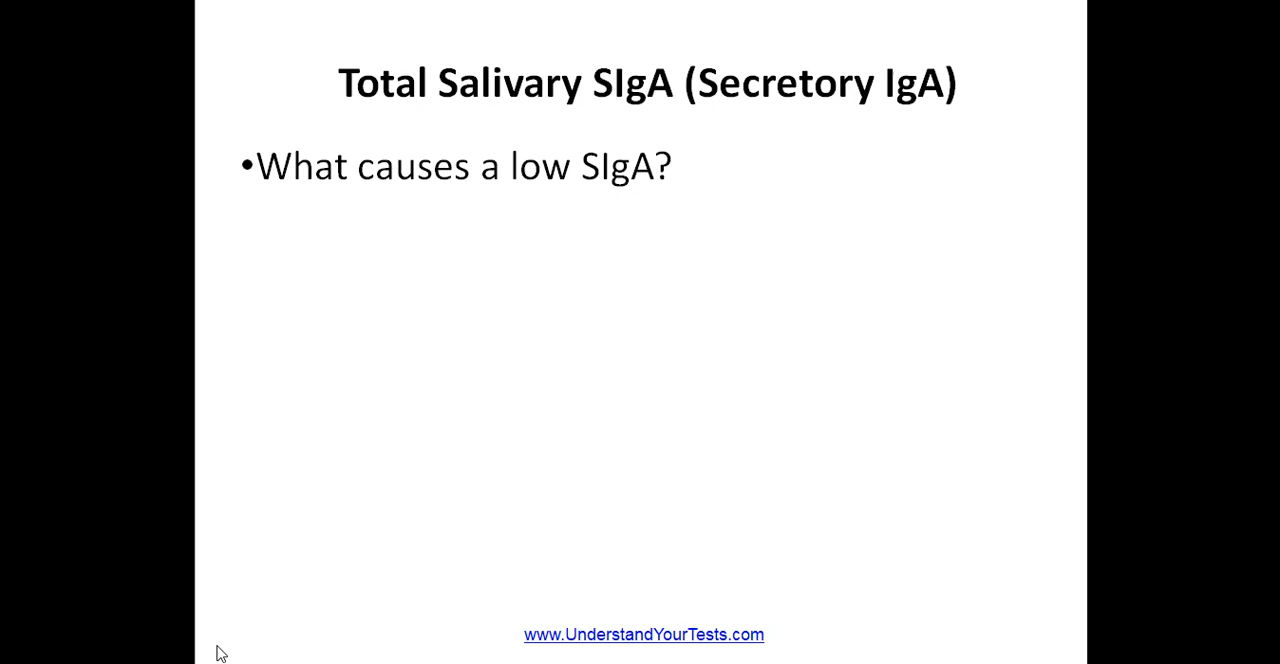 Total Salivary SIgA (Secretory IgA)
•What causes a low SIgA?
www.UnderstandYourTests.com